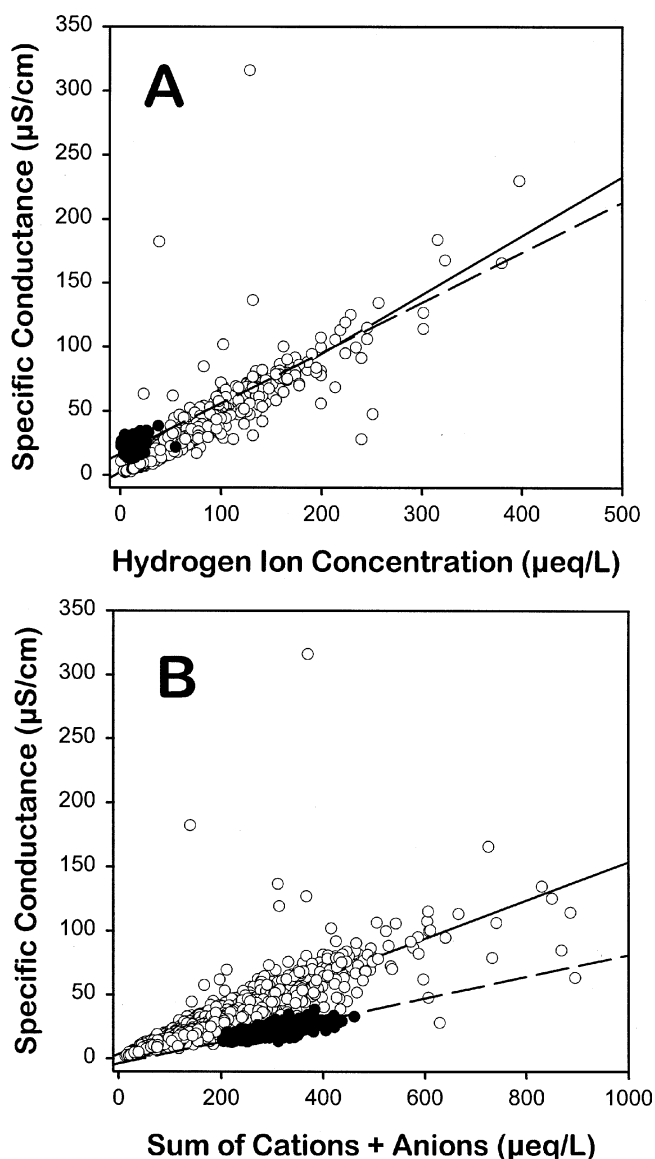 350
A
300
250
200
150
100
50
0
Specific Conductance (µS/cm)
0 100 200 300 400 500
Hydrogen Ion Concentration (µeq/L)
350
B
300
250
200
150
100
50
0
Specific Conductance (µS/cm)
0 200 400 600 800 1000
Sum of Cations + Anions (µeq/L)